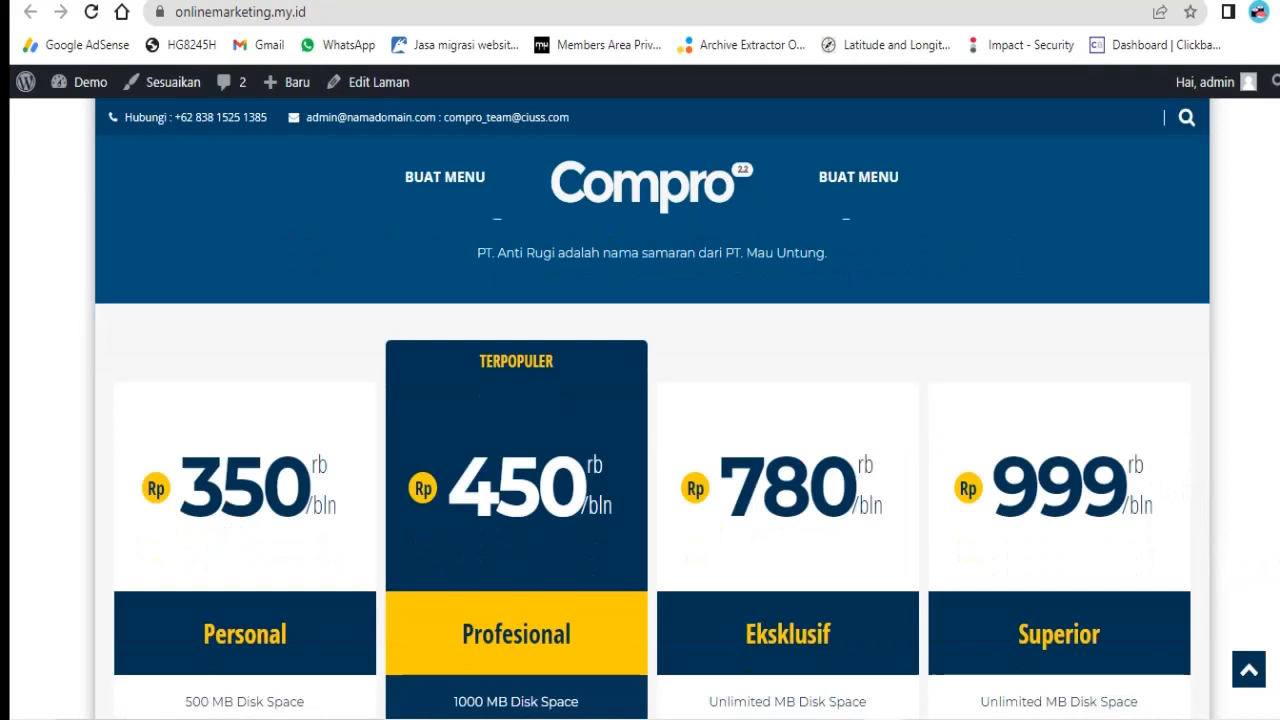 onlinemarketing.my.id
Google AdSense HG8245H Gmail WhatsApp Jasa migrasi websit... Members Area Priv... Archive Extractor O... Latitude and Longit... Impact - Security Dashboard | Clickba...
Demo Sesuaikan 2 Baru Edit Laman Hai, admin
Hubungi : +62 838 1525 1385 admin@namadomain.com : compro_team@ciuss.com
BUAT MENU Compro 2.2 BUAT MENU
PT. Anti Rugi adalah nama samaran dari PT. Mau Untung.
TERPOPULER
Rp 350 rb /bln
Rp 450 rb /bln
Rp 780 rb /bln
Rp 999 rb /bln
Personal Profesional Eksklusif Superior
500 MB Disk Space 1000 MB Disk Space Unlimited MB Disk Space Unlimited MB Disk Space